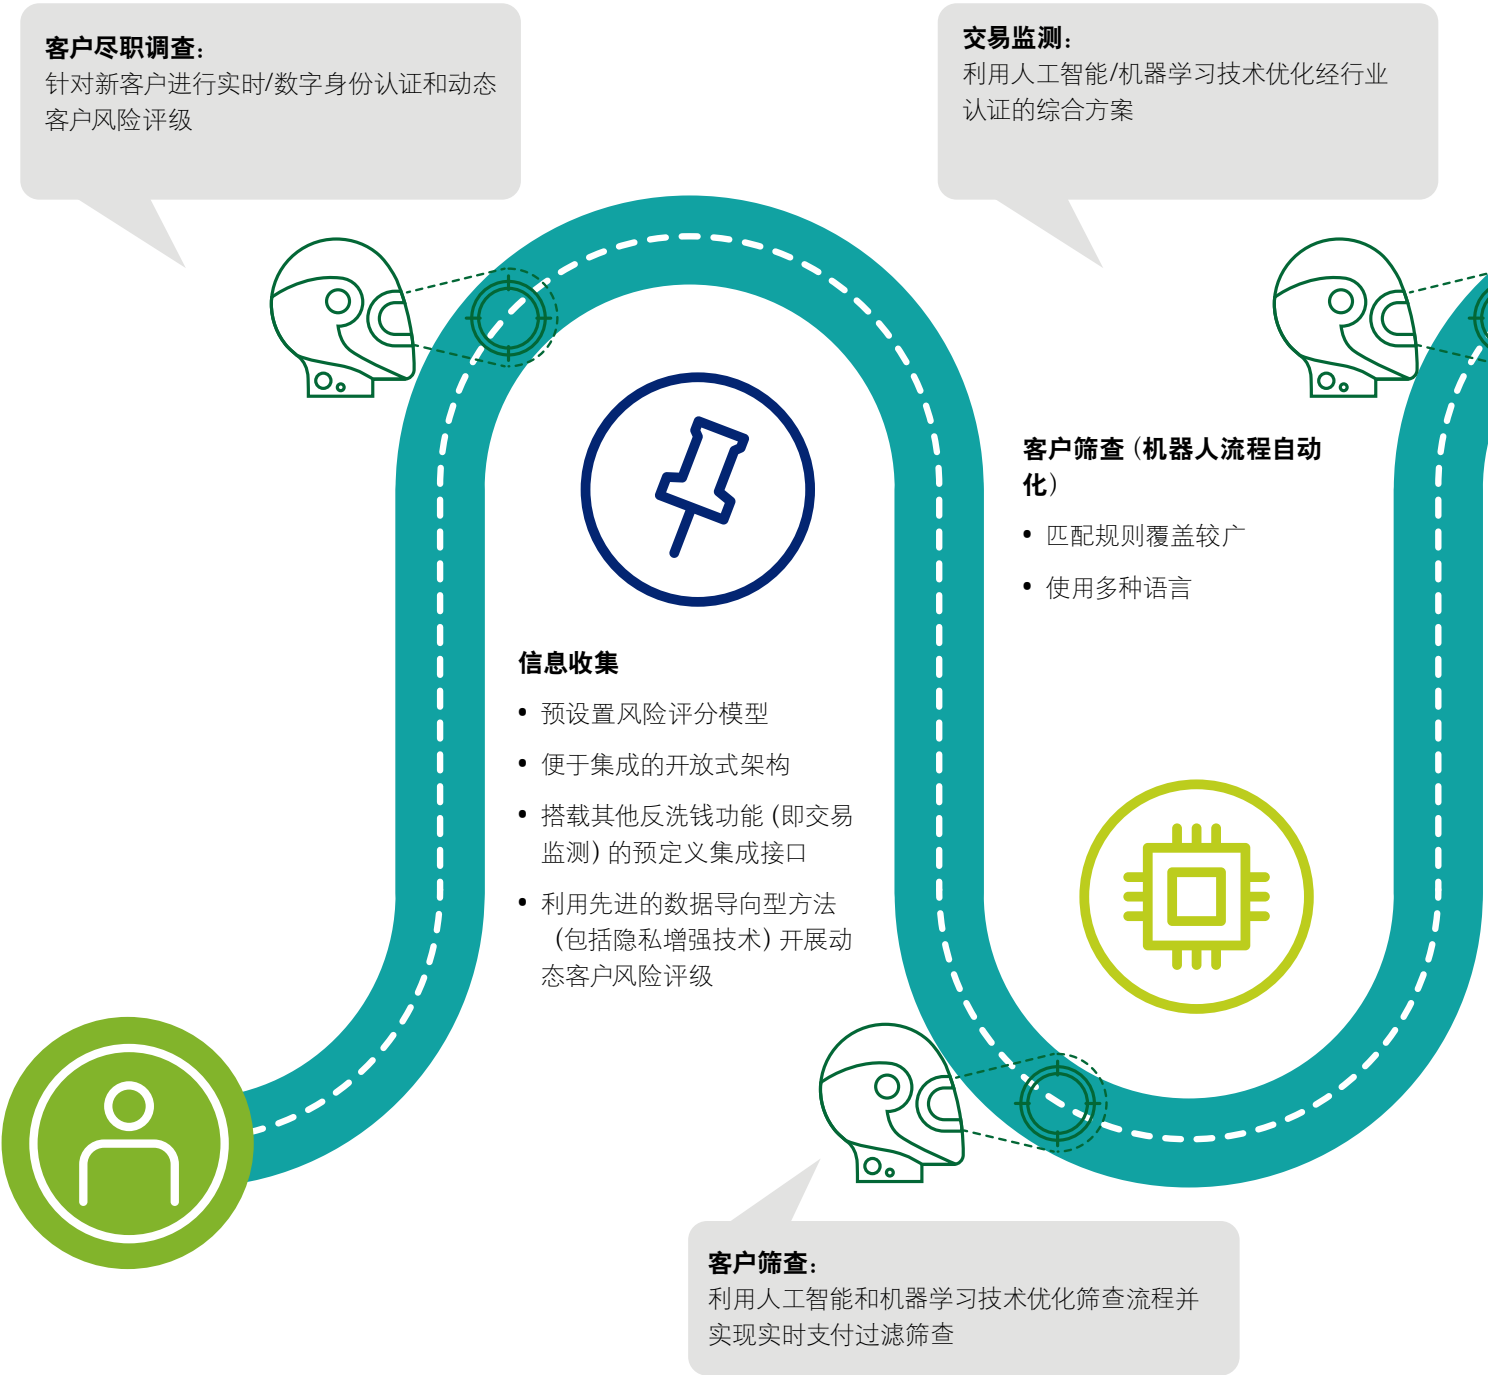 客户尽职调查：
针对新客户进行实时/数字身份认证和动态
客户风险评级
交易监测：
利用人工智能/机器学习技术优化经行业
认证的综合方案
客户筛查（机器人流程自动
化）
• 匹配规则覆盖较广
• 使用多种语言
信息收集
• 预设置风险评分模型
• 便于集成的开放式架构
• 搭载其他反洗钱功能（即交易
监测）的预定义集成接口
• 利用先进的数据导向型方法
（包括隐私增强技术）开展动
态客户风险评级
客户筛查：
利用人工智能和机器学习技术优化筛查流程并
实现实时支付过滤筛查